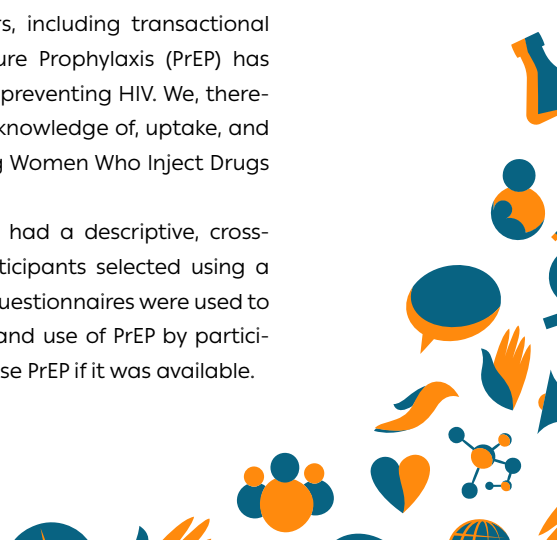 rs, including transactional
ure Prophylaxis (PrEP) has
preventing HIV. We, there-
knowledge of, uptake, and
g Women Who Inject Drugs
had a descriptive, cross-
ticipants selected using a
uestionnaires were used to
and use of PrEP by partici-
se PrEP if it was available.